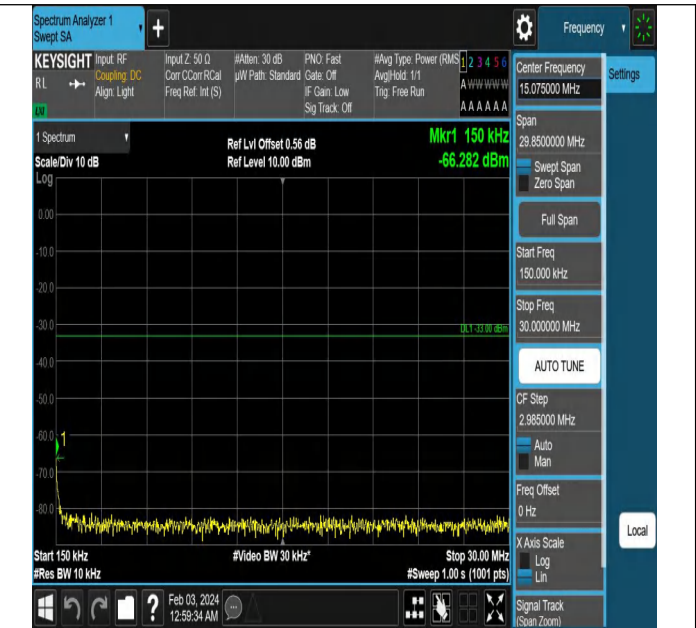 Spectrum Analyzer 1
Swept SA
+
Frequency
KEYSIGHT
RL
LXI
Input: RF
Coupling: DC
Align: Light
Input Z: 50 Ω
Corr CCorr RCal
Freq Ref: Int (S)
#Atten: 30 dB
µW Path: Standard
PNO: Fast
Gate: Off
IF Gain: Low
Sig Track: Off
#Avg Type: Power (RMS
Avg|Hold: 1/1
Trig: Free Run
1 2 3 4 5 6
A W W W W W
A A A A A A
1 Spectrum
Scale/Div 10 dB
Log
Ref Lvl Offset 0.56 dB
Ref Level 10.00 dBm
Mkr1 150 kHz
-66.282 dBm
0.00
-10.0
-20.0
-30.0
DL1 -33.00 dBm
-40.0
-50.0
-60.0
1
-70.0
-80.0
Start 150 kHz
#Video BW 30 kHz*
Stop 30.00 MHz
#Res BW 10 kHz
#Sweep 1.00 s (1001 pts)
?
Feb 03, 2024
12:59:34 AM
Center Frequency
15.075000 MHz
Settings
Span
29.8500000 MHz
Swept Span
Zero Span
Full Span
Start Freq
150.000 kHz
Stop Freq
30.000000 MHz
AUTO TUNE
CF Step
2.985000 MHz
Auto
Man
Freq Offset
0 Hz
X Axis Scale
Log
Lin
Local
Signal Track
(Span Zoom)